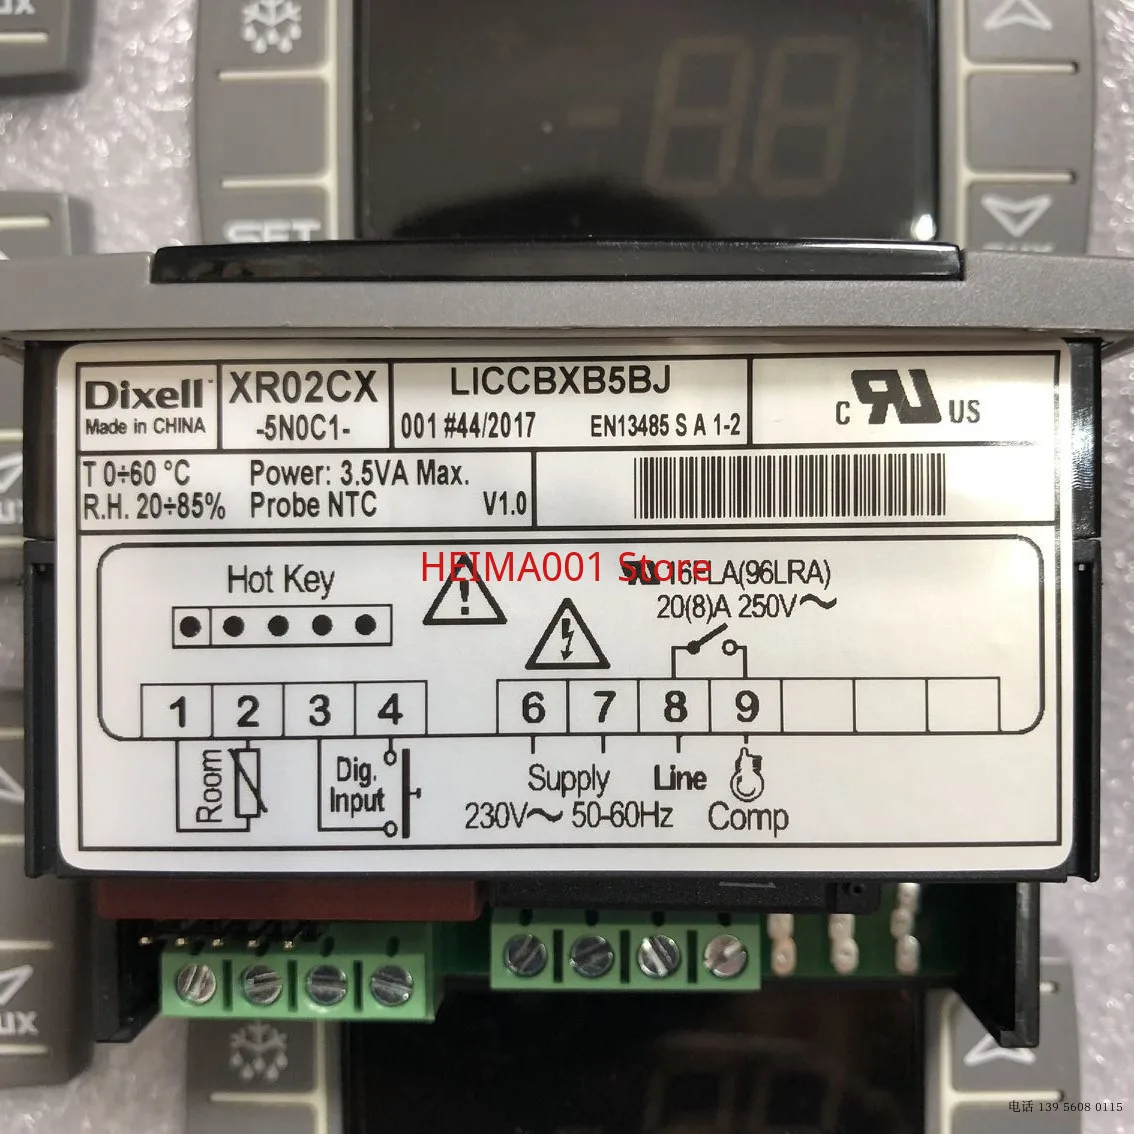 ux
SET
aux
Dixell
Made in CHINA
XR02CX
-5N0C1-
LICCBXB5BJ
001 #44/2017
EN13485 S A 1-2
C US
T 0÷60 °C
R.H. 20÷85%
Power: 3.5VA Max.
Probe NTC
V1.0
HEIMA001 Store
Hot Key
16FLA(96LRA)
20(8)A 250V~
1 2 3 4
6 7 8 9
Room
Dig.
Input
Supply
230V~ 50-60Hz
Line
Comp
ux
电话 139 5608 0115